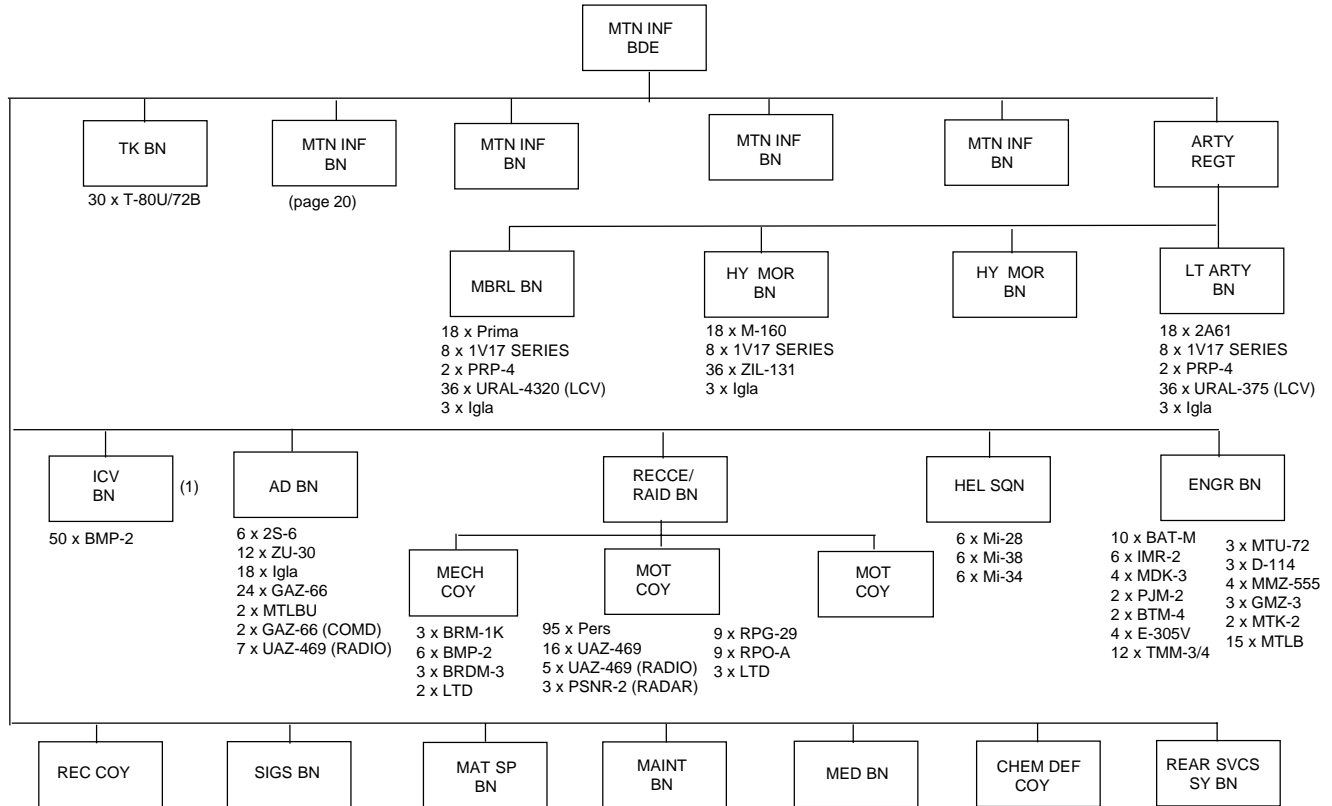 MTN INF
BDE
TK BN
30 x T-80U/72B
MTN INF
BN
(page 20)
MTN INF
BN
MTN INF
BN
MTN INF
BN
ARTY
REGT
MBRL BN
18 x Prima
8 x 1V17 SERIES
2 x PRP-4
36 x URAL-4320 (LCV)
3 x Igla
HY MOR
BN
18 x M-160
8 x 1V17 SERIES
36 x ZIL-131
3 x Igla
HY MOR
BN
LT ARTY
BN
18 x 2A61
8 x 1V17 SERIES
2 x PRP-4
36 x URAL-375 (LCV)
3 x Igla
ICV
BN
(1)
50 x BMP-2
AD BN
6 x 2S-6
12 x ZU-30
18 x Igla
24 x GAZ-66
2 x MTLBU
2 x GAZ-66 (COMD)
7 x UAZ-469 (RADIO)
RECCE/
RAID BN
MECH
COY
3 x BRM-1K
6 x BMP-2
3 x BRDM-3
2 x LTD
MOT
COY
95 x Pers
16 x UAZ-469
5 x UAZ-469 (RADIO)
3 x PSNR-2 (RADAR)
9 x RPG-29
9 x RPO-A
3 x LTD
MOT
COY
HEL SQN
6 x Mi-28
6 x Mi-38
6 x Mi-34
ENGR BN
10 x BAT-M
6 x IMR-2
4 x MDK-3
2 x PJM-2
2 x BTM-4
4 x E-305V
12 x TMM-3/4
3 x MTU-72
3 x D-114
4 x MMZ-555
3 x GMZ-3
2 x MTK-2
15 x MTLB
REC COY
SIGS BN
MAT SP
BN
MAINT
BN
MED BN
CHEM DEF
COY
REAR SVCS
SY BN